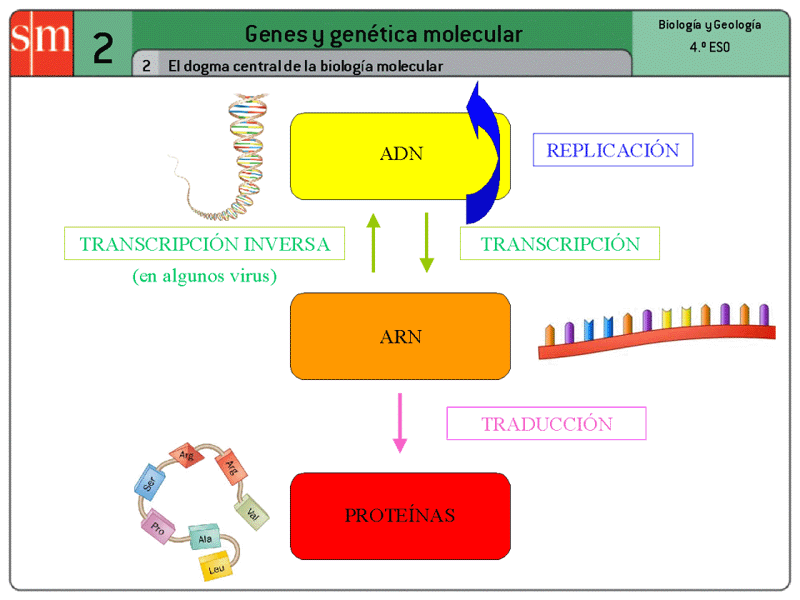 sm
2
Genes y genética molecular
Biología y Geología
4.º ESO
2 El dogma central de la biología molecular
ADN
REPLICACIÓN
TRANSCRIPCIÓN INVERSA
(en algunos virus)
TRANSCRIPCIÓN
ARN
TRADUCCIÓN
PROTEÍNAS
Arg
Arg
Ser
Val
Pro
Ala
Leu